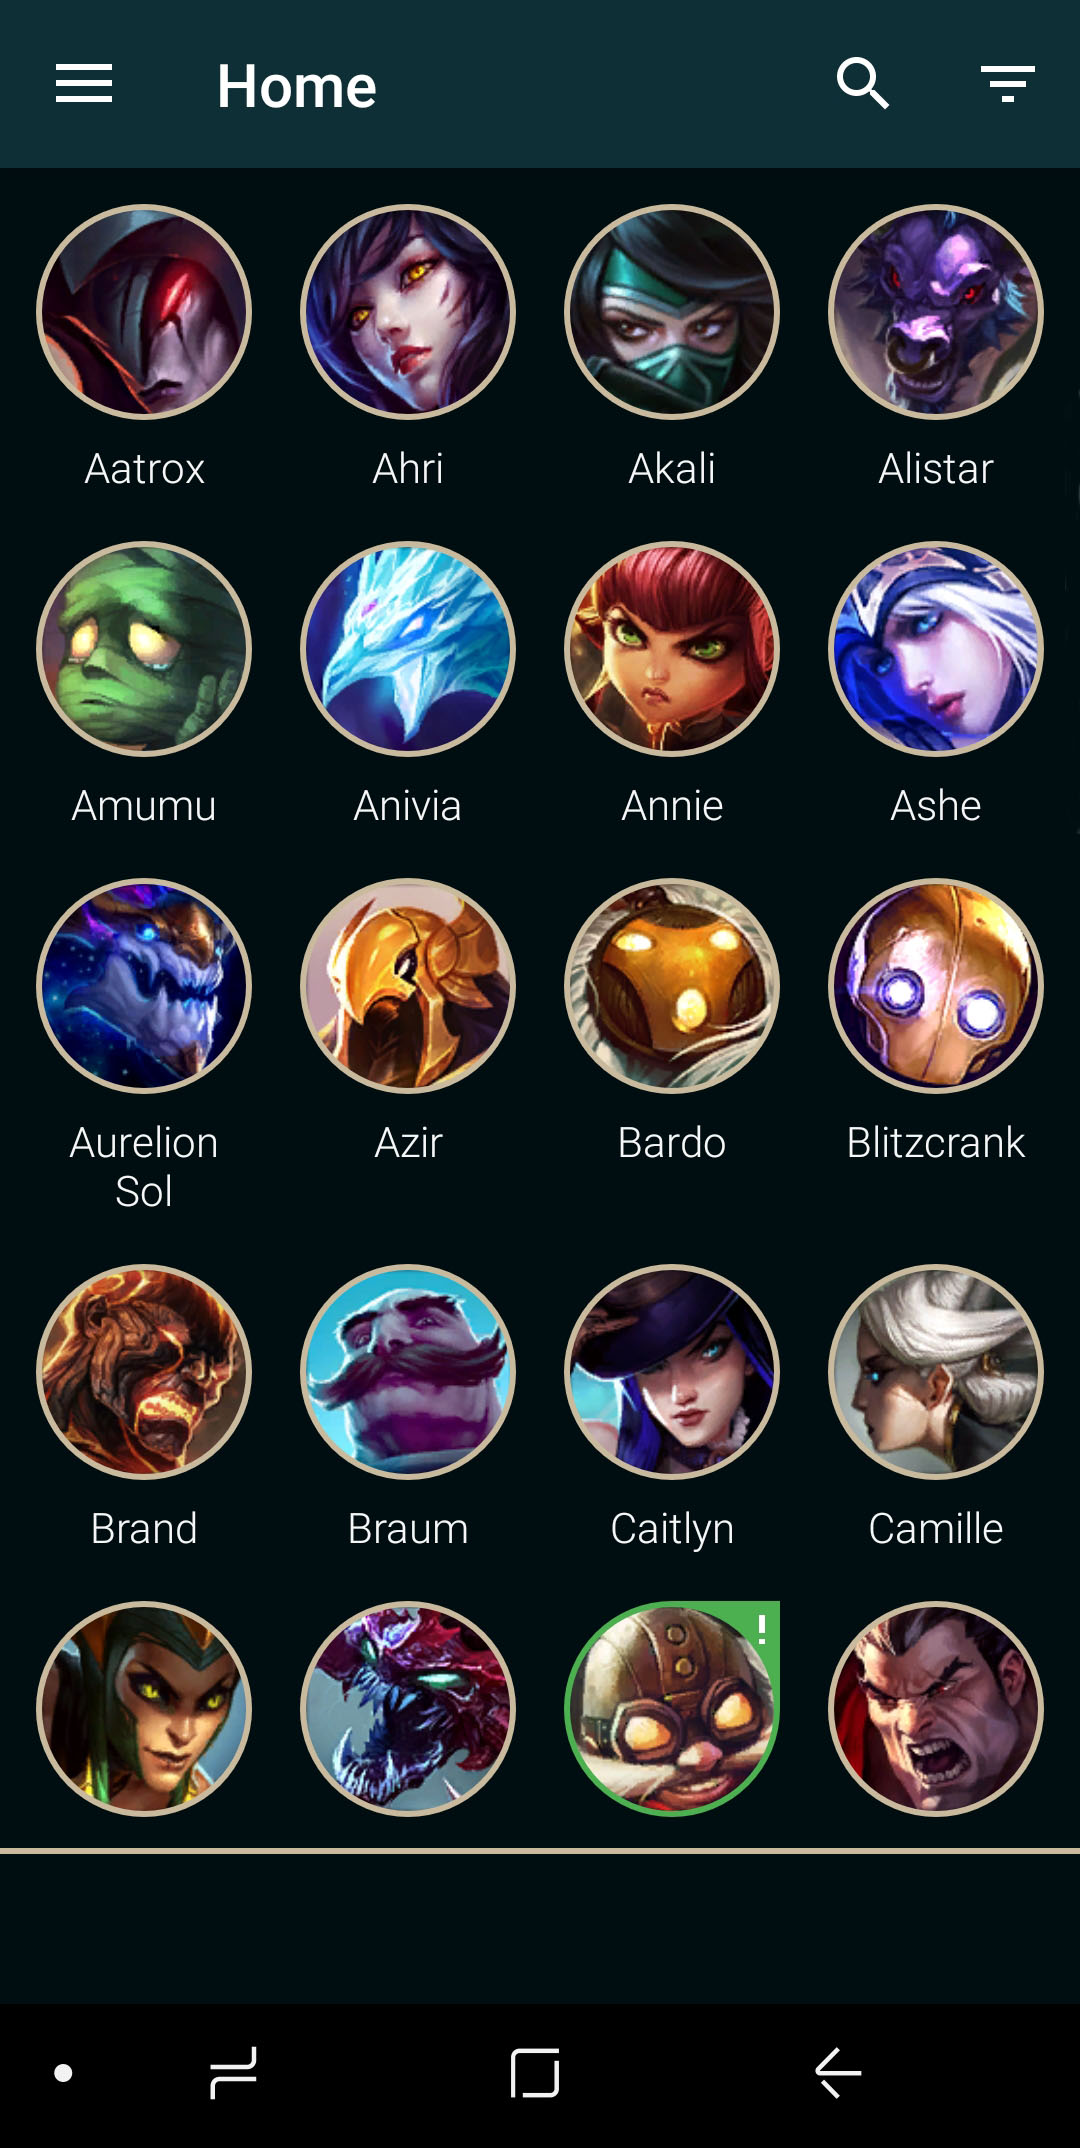 Home
Aatrox
Ahri
Akali
Alistar
Amumu
Anivia
Annie
Ashe
Aurelion
Sol
Azir
Bardo
Blitzcrank
Brand
Braum
Caitlyn
Camille
!